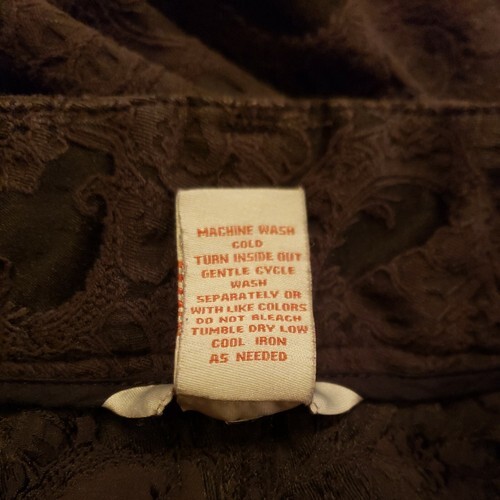 MACHINE WASH
COLD
TURN INSIDE OUT
GENTLE CYCLE
WASH
SEPARATELY OR
WITH LIKE COLORS
DO NOT BLEACH
TUMBLE DRY LOW
COOL IRON
AS NEEDED